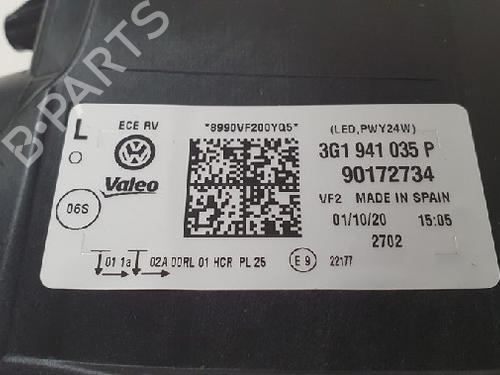 L
ECE RV
*8990VF200YQ5*
(LED,PWY24W)
3G1 941 035 P
90172734
Valeo
06S
VF2 MADE IN SPAIN
01/10/20 15:05
2702
01 1a 02A 00RL 01 HCR PL 25
E 9
22177
B-PARTS